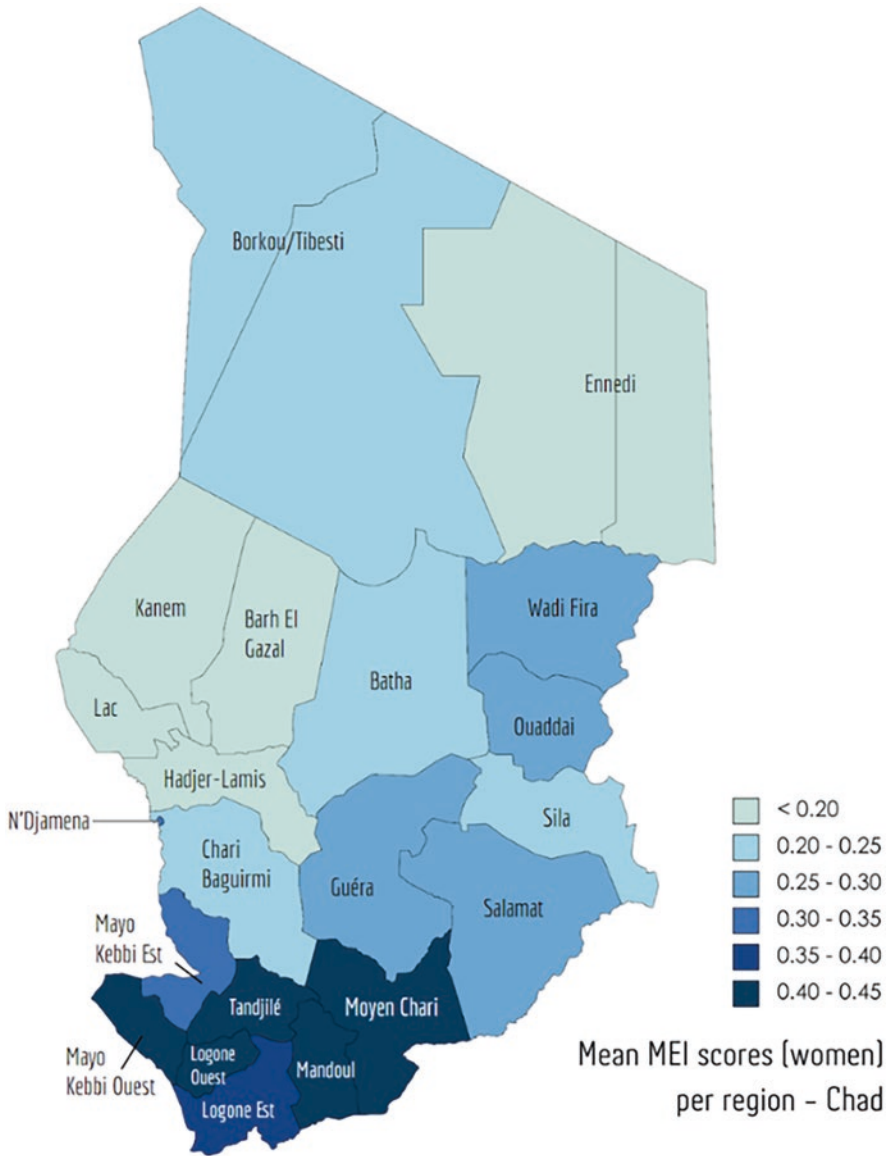 Borkou/Tibesti
Ennedi
Kanem
Barh El
Gazal
Wadi Fira
Batha
Lac
Ouaddai
Hadjer-Lamis
N'Djamena
Chari
Baguirmi
Sila
Guéra
Salamat
Mayo
Kebbi Est
Tandjilé
Moyen Chari
Mayo
Kebbi Ouest
Logone
Ouest
Mandoul
Logone Est
< 0.20
0.20 - 0.25
0.25 - 0.30
0.30 - 0.35
0.35 - 0.40
0.40 - 0.45
Mean MEI scores (women)
per region - Chad